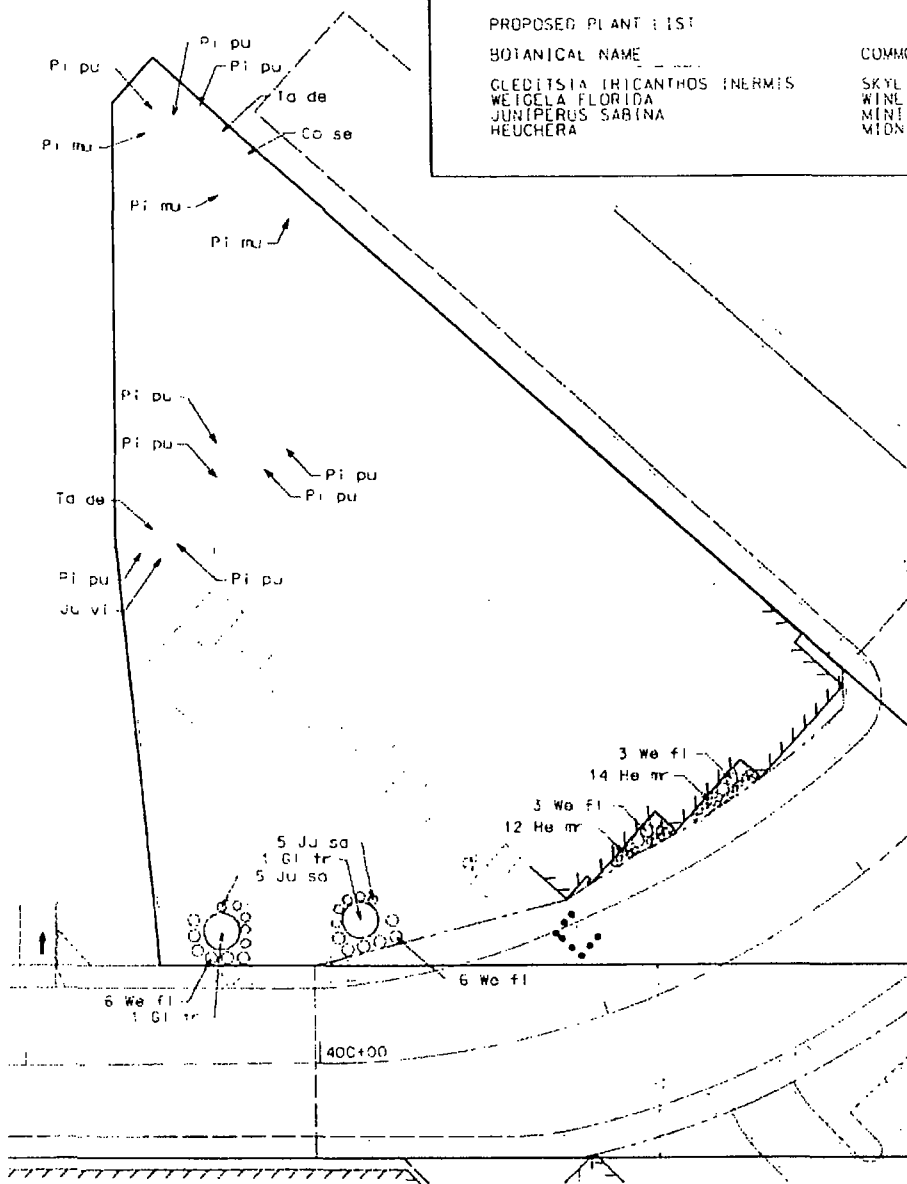 PROPOSED PLANT LIST
BOTANICAL NAME COMMO
GLEDITSIA TRICANTHOS INERMIS SKYL
WEIGELA FLORIDA WINE
JUNIPERUS SABINA MINI
HEUCHERA MIDN
Pi pu
Pi pu
Pi pu
Ta de
Co se
Pi mu
Pi mu
Pi mu
Pi pu
Pi pu
Pi pu
Pi pu
Ta de
Pi pu
Pi pu
Ju vi
3 We fl
14 He mr
3 We fl
12 He mr
5 Ju sa
1 Gl tr
5 Ju sa
6 We fl
6 We fl
1 Gl tr
400+00